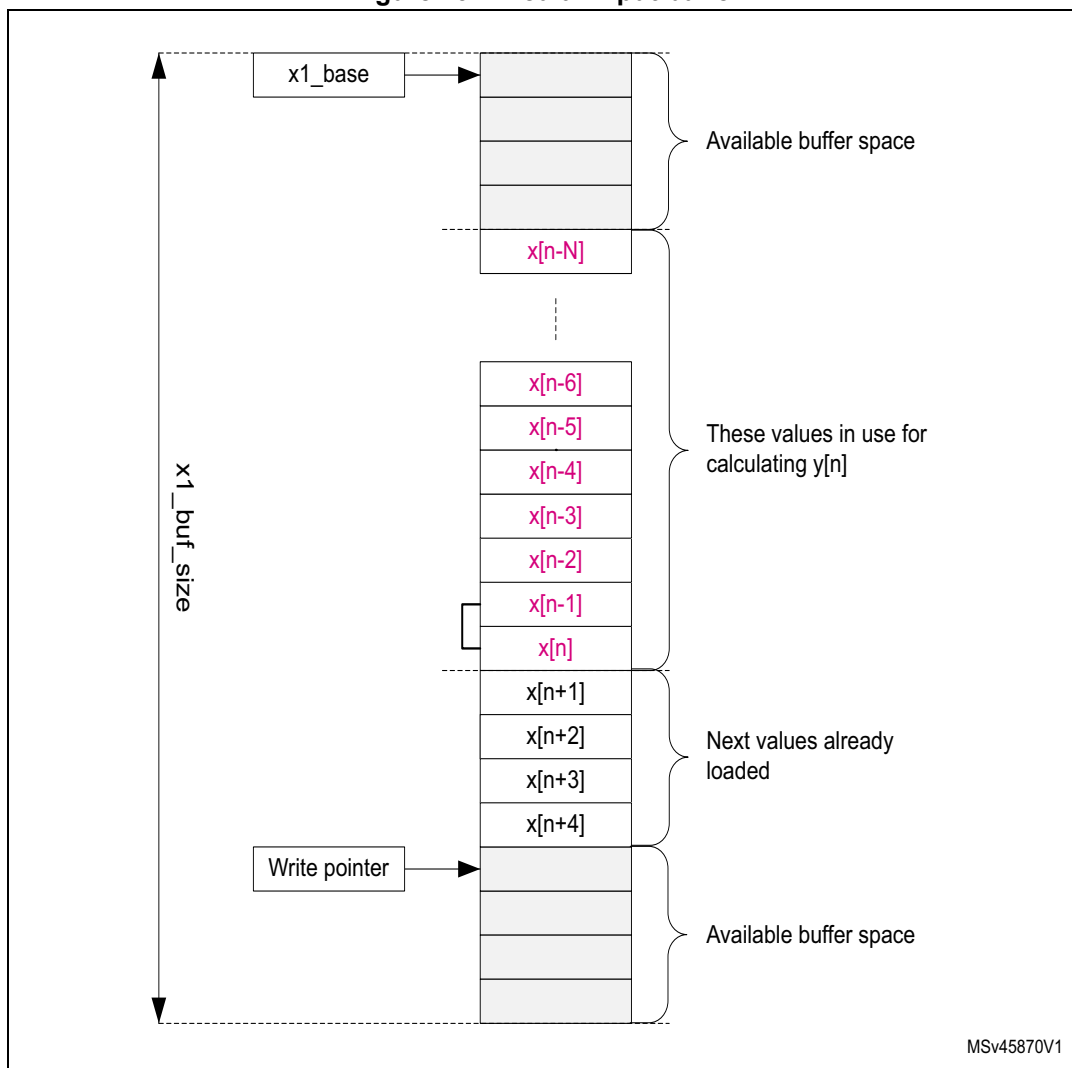 x1_base
Available buffer space
x[n-N]
x[n-6]
x[n-5]
These values in use for
calculating y[n]
x[n-4]
x1_buf_size
x[n-3]
x[n-2]
x[n-1]
x[n]
x[n+1]
x[n+2]
Next values already
loaded
x[n+3]
x[n+4]
Write pointer
Available buffer space
MSv45870V1